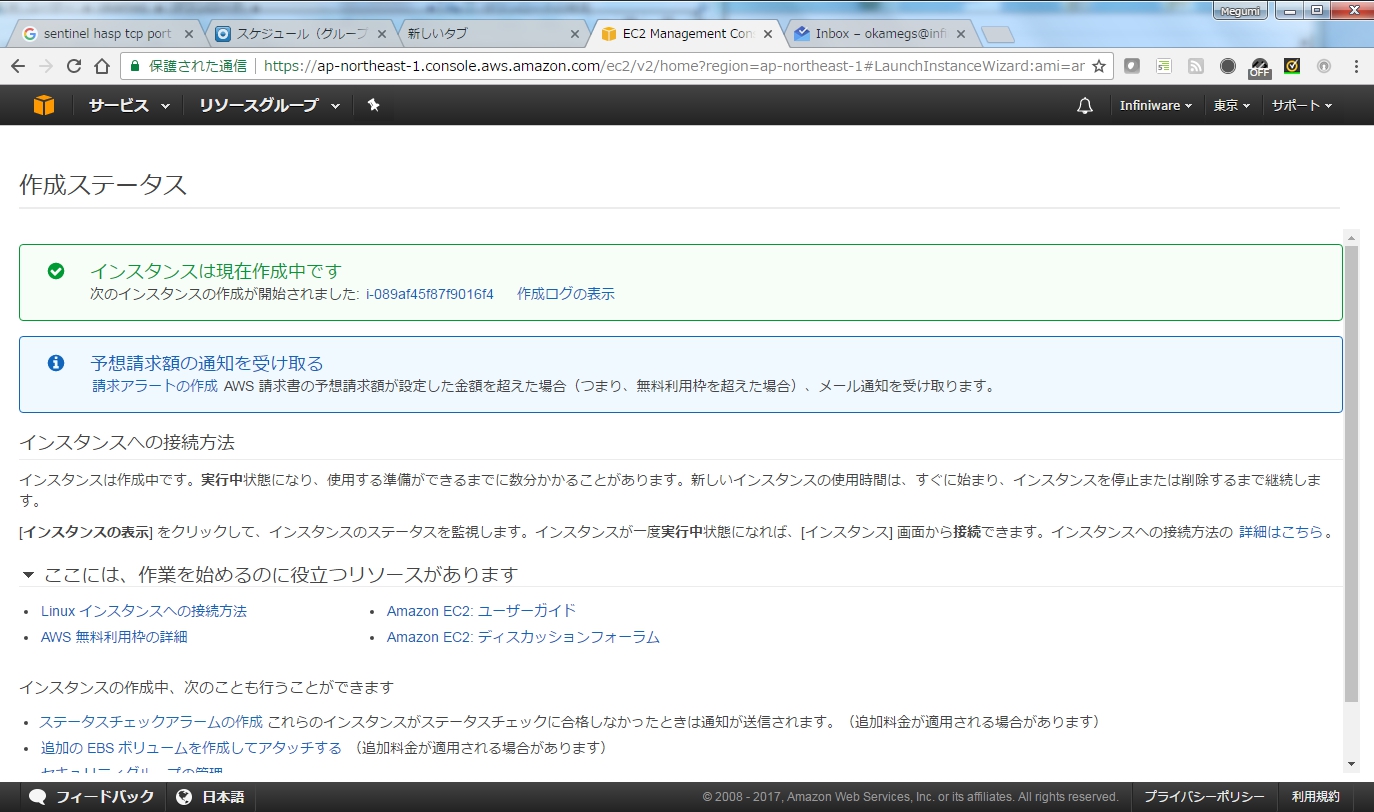 Megumi
sentinel hasp tcp port
スケジュール（グループ
新しいタブ
EC2 Management Con
Inbox – okamegs@infi
保護された通信
https://ap-northeast-1.console.aws.amazon.com/ec2/v2/home?region=ap-northeast-1#LaunchInstanceWizard:ami=ar
OFF
サービス
リソースグループ
Infiniware
東京
サポート
作成ステータス
インスタンスは現在作成中です
次のインスタンスの作成が開始されました: i-089af45f87f9016f4 作成ログの表示
予想請求額の通知を受け取る
請求アラートの作成 AWS 請求書の予想請求額が設定した金額を超えた場合（つまり、無料利用枠を超えた場合）、メール通知を受け取ります。
インスタンスへの接続方法
インスタンスは作成中です。実行中状態になり、使用する準備ができるまでに数分かかることがあります。新しいインスタンスの使用時間は、すぐに始まり、インスタンスを停止または削除するまで継続しま
す。
[インスタンスの表示] をクリックして、インスタンスのステータスを監視します。インスタンスが一度実行中状態になれば、[インスタンス] 画面から接続できます。インスタンスへの接続方法の 詳細はこちら。
ここには、作業を始めるのに役立つリソースがあります
• Linux インスタンスへの接続方法
• Amazon EC2: ユーザーガイド
• AWS 無料利用枠の詳細
• Amazon EC2: ディスカッションフォーラム
インスタンスの作成中、次のことも行うことができます
• ステータスチェックアラームの作成 これらのインスタンスがステータスチェックに合格しなかったときは通知が送信されます。（追加料金が適用される場合があります）
• 追加の EBS ボリュームを作成してアタッチする （追加料金が適用される場合があります）
セキュリティグループの管理
フィードバック
日本語
© 2008 - 2017, Amazon Web Services, Inc. or its affiliates. All rights reserved.
プライバシーポリシー
利用規約